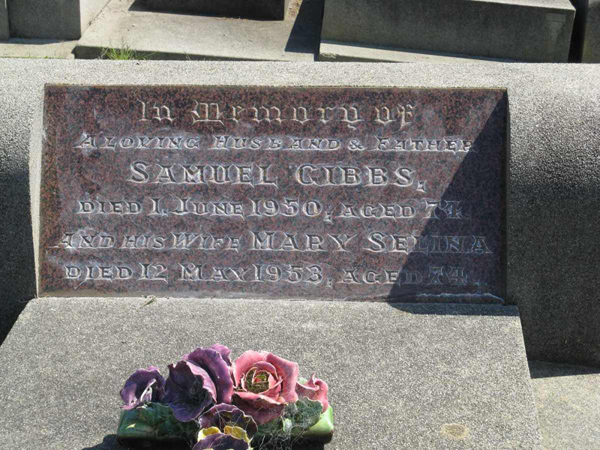 In Memory of
A LOVING HUSBAND & FATHER
SAMUEL GIBBS,
DIED 1. JUNE 1950, AGED 74.
AND HIS WIFE MARY SELINA
DIED 12 MAY 1953, AGED 74.